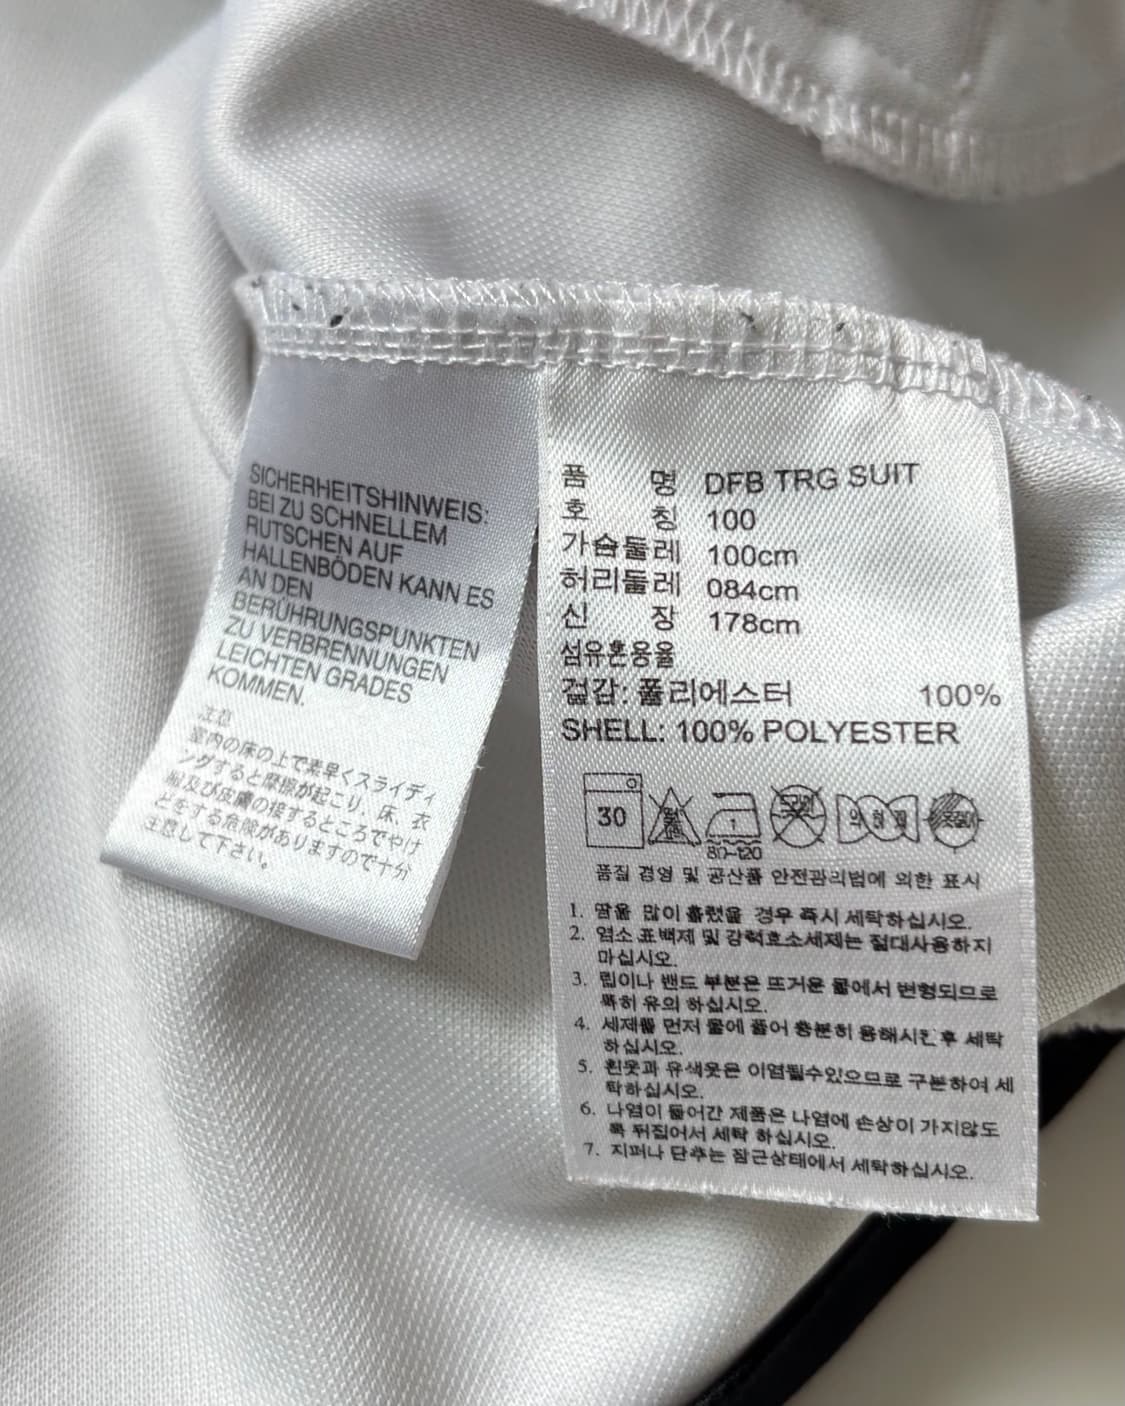 SICHERHEITSHINWEIS:
BEI ZU SCHNELLEM
RUTSCHEN AUF
HALLENBÖDEN KANN ES
AN DEN
BERÜHRUNGSPUNKTEN
ZU VERBRENNUNGEN
LEICHTEN GRADES
KOMMEN.
注意
室内の床の上で素早くスライディ
ングすると摩擦が起こり、床、衣
服及び皮膚の接するところでやけ
どをする危険がありますので十分
注意して下さい。
품 명 DFB TRG SUIT
호 칭 100
가슴둘레 100cm
허리둘레 084cm
신 장 178cm
섬유혼용율
겉감: 폴리에스터 100%
SHELL: 100% POLYESTER
30
80~120
품질 경영 및 공산품 안전관리법에 의한 표시
1. 땀을 많이 흘렸을 경우 즉시 세탁하십시오.
2. 염소 표백제 및 강력효소세제는 절대사용하지
마십시오.
3. 립이나 밴드 부분은 뜨거운 물에서 변형되므로
특히 유의 하십시오.
4. 세제를 먼저 물에 풀어 충분히 용해시킨후 세탁
하십시오.
5. 흰옷과 유색옷은 이염될수있으므로 구분하여 세
탁하십시오.
6. 나염이 들어간 제품은 나염에 손상이 가지않도
록 뒤집어서 세탁 하십시오.
7. 지퍼나 단추는 잠근상태에서 세탁하십시오.